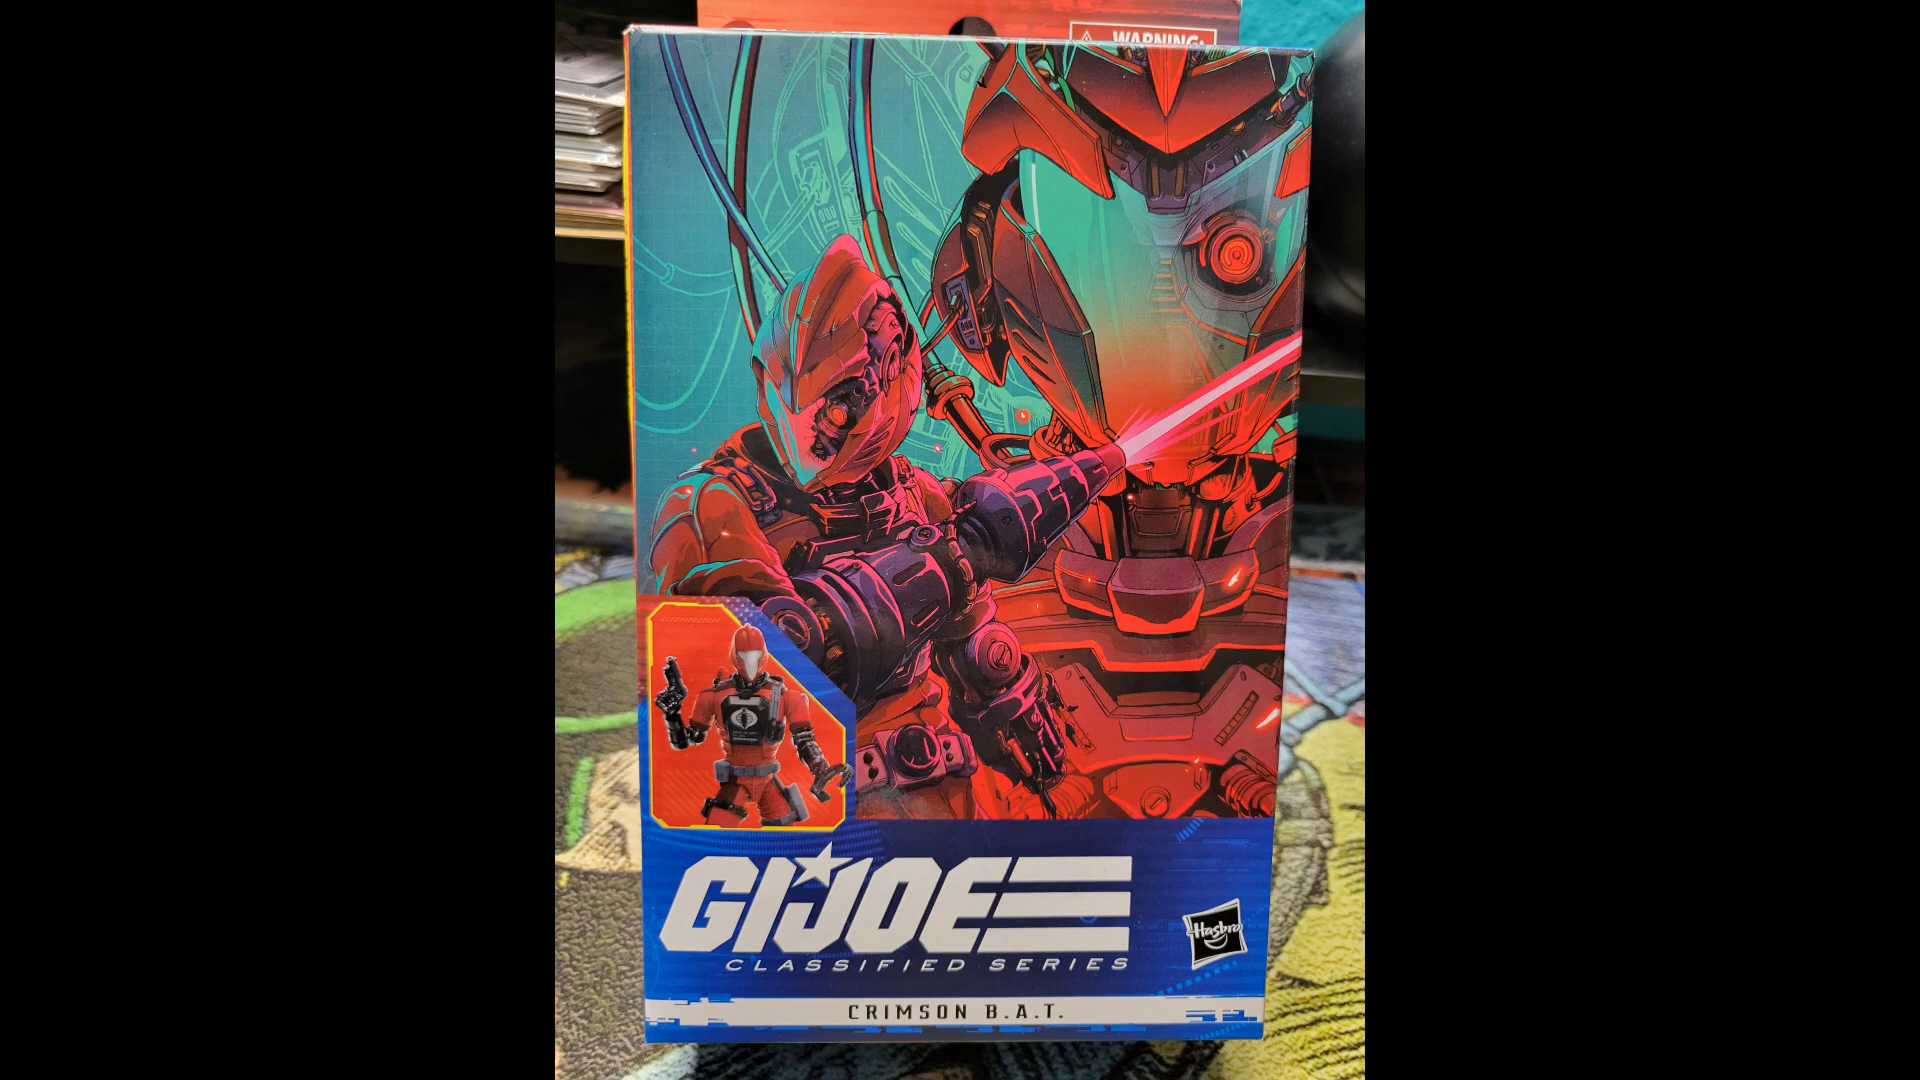 WARNING:
GI JOE
CLASSIFIED SERIES
Hasbro
CRIMSON B.A.T.